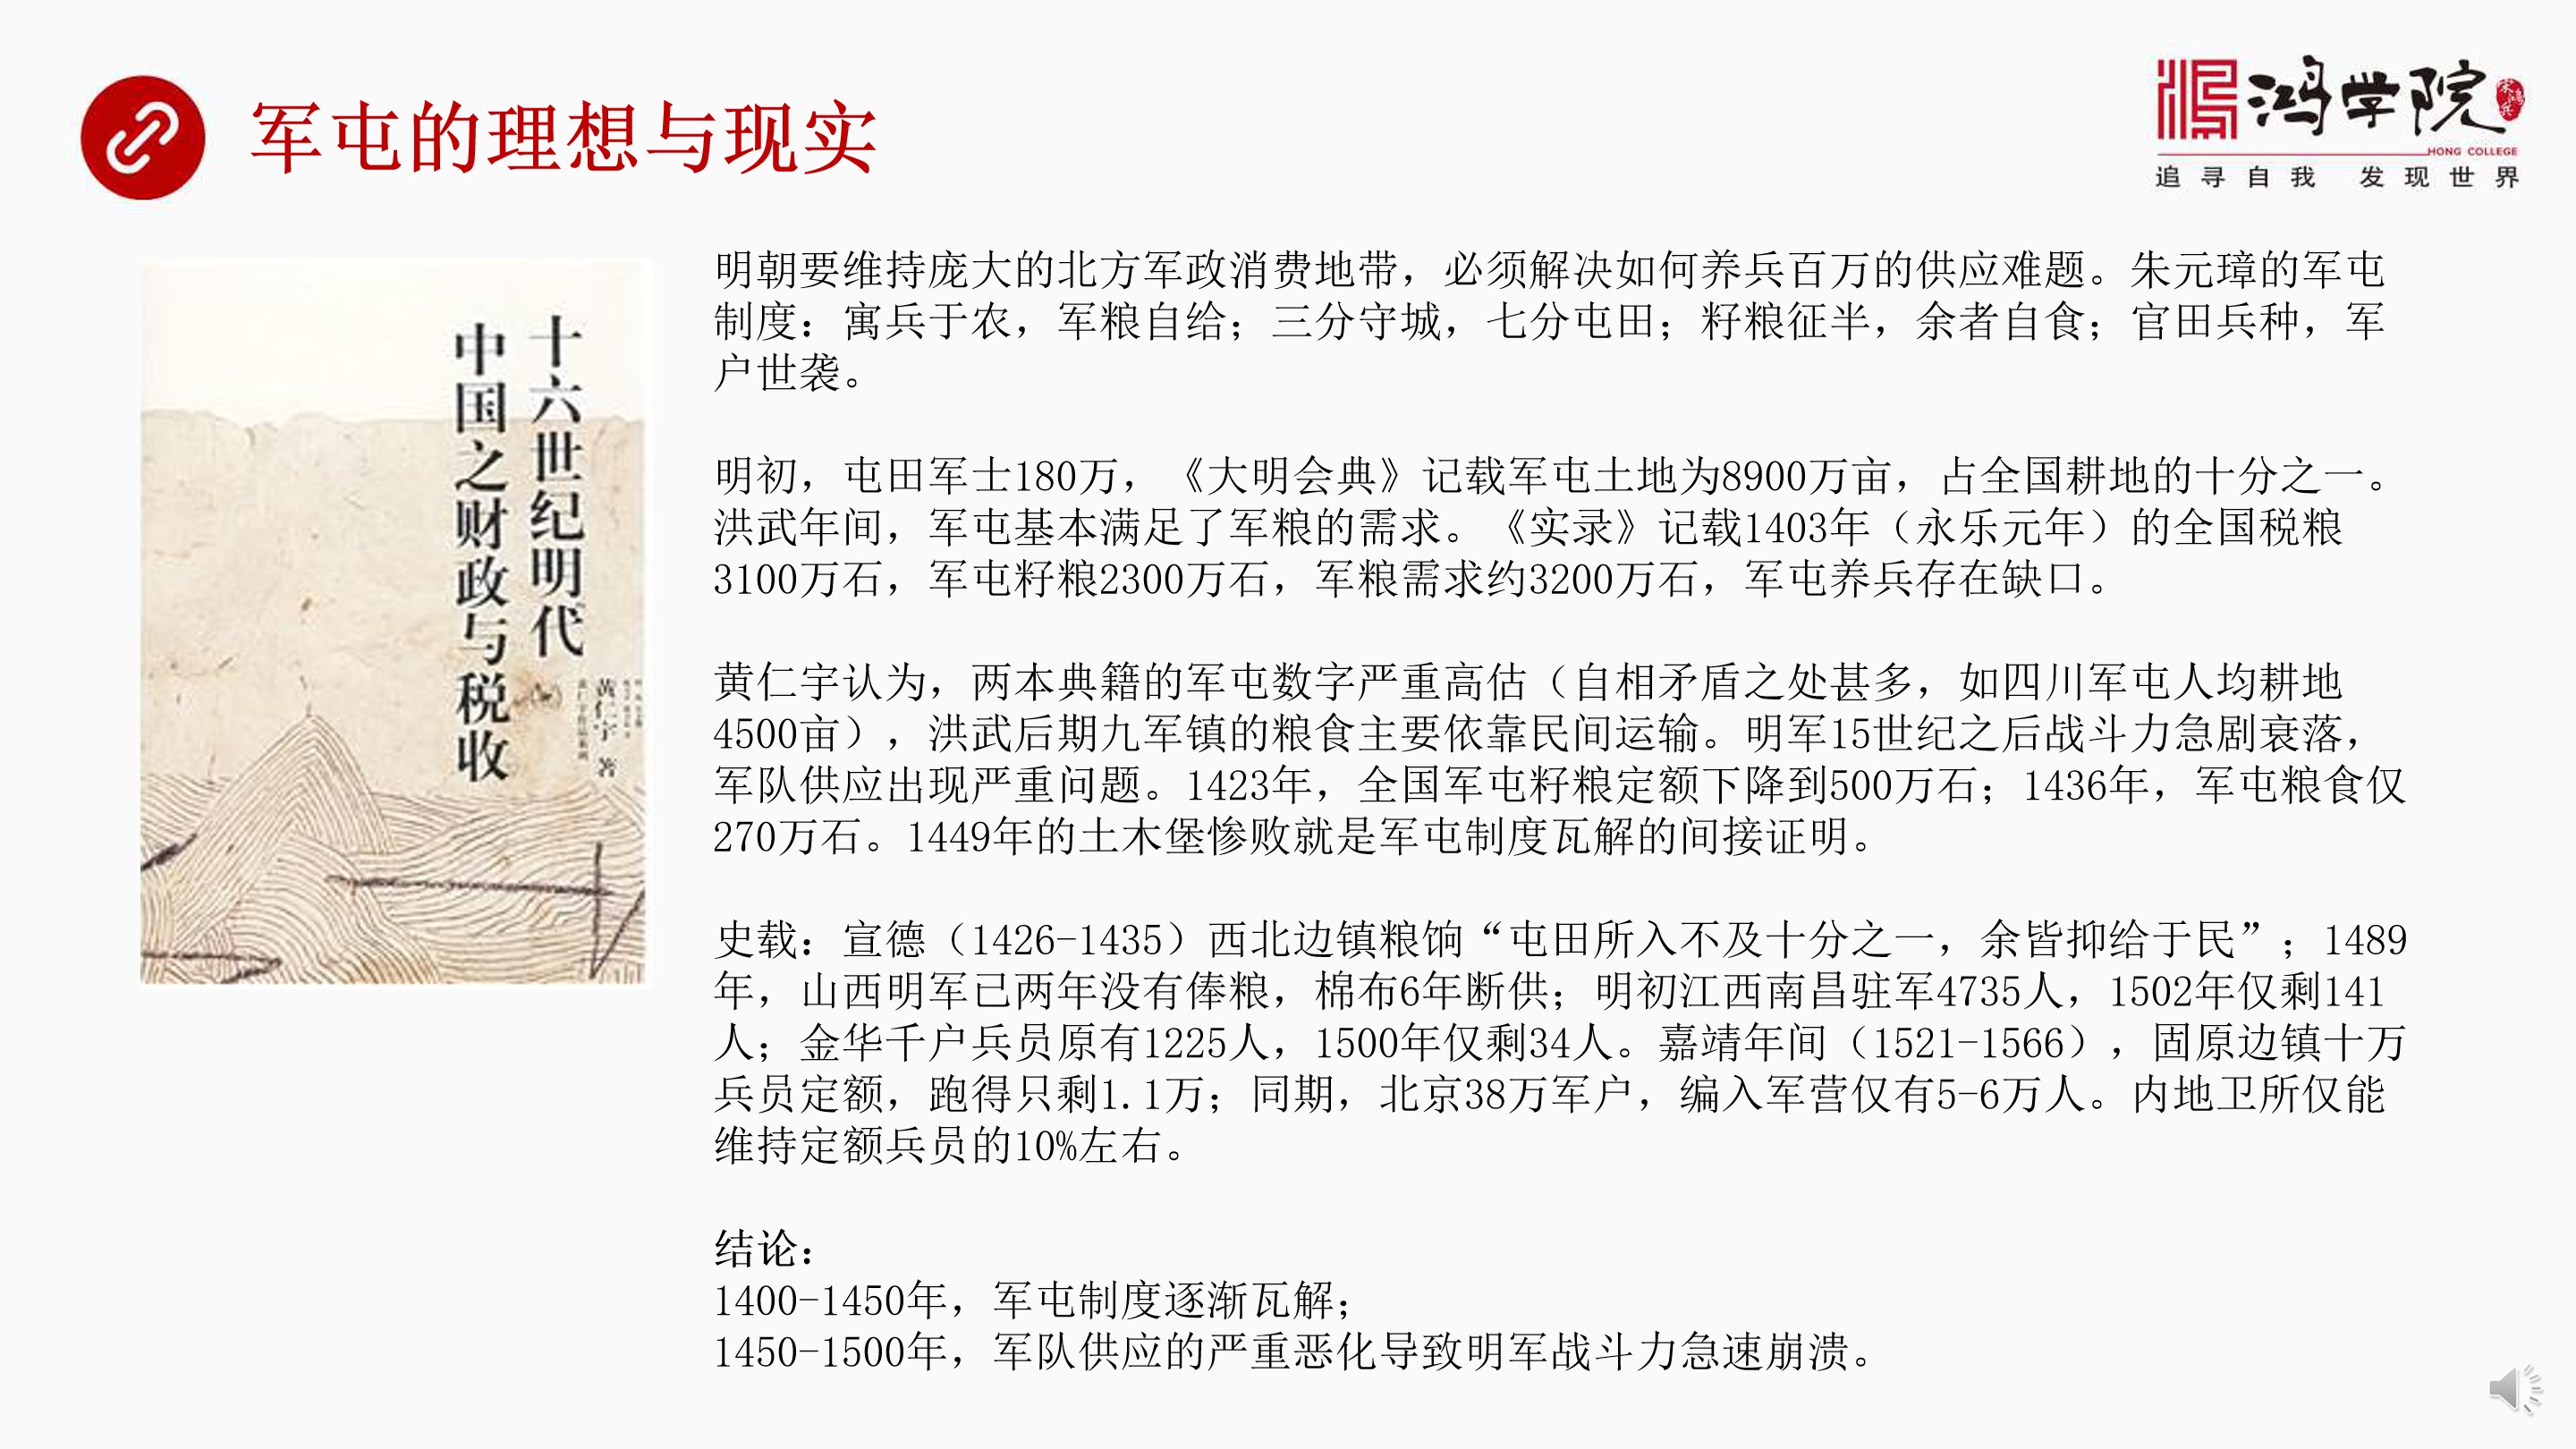 军屯的理想与现实
鸿学院
HONG COLLEGE
追寻自我 发现世界
十六世纪明代
中国之财政与税收
黄仁宇 著
明朝要维持庞大的北方军政消费地带，必须解决如何养兵百万的供应难题。朱元璋的军屯
制度：寓兵于农，军粮自给；三分守城，七分屯田；籽粮征半，余者自食；官田兵种，军
户世袭。
明初，屯田军士180万，《大明会典》记载军屯土地为8900万亩，占全国耕地的十分之一。
洪武年间，军屯基本满足了军粮的需求。《实录》记载1403年（永乐元年）的全国税粮
3100万石，军屯籽粮2300万石，军粮需求约3200万石，军屯养兵存在缺口。
黄仁宇认为，两本典籍的军屯数字严重高估（自相矛盾之处甚多，如四川军屯人均耕地
4500亩），洪武后期九军镇的粮食主要依靠民间运输。明军15世纪之后战斗力急剧衰落，
军队供应出现严重问题。1423年，全国军屯籽粮定额下降到500万石；1436年，军屯粮食仅
270万石。1449年的土木堡惨败就是军屯制度瓦解的间接证明。
史载：宣德（1426-1435）西北边镇粮饷“屯田所入不及十分之一，余皆抑给于民”；1489
年，山西明军已两年没有俸粮，棉布6年断供；明初江西南昌驻军4735人，1502年仅剩141
人；金华千户兵员原有1225人，1500年仅剩34人。嘉靖年间（1521-1566），固原边镇十万
兵员定额，跑得只剩1.1万；同期，北京38万军户，编入军营仅有5-6万人。内地卫所仅能
维持定额兵员的10%左右。
结论：
1400-1450年，军屯制度逐渐瓦解；
1450-1500年，军队供应的严重恶化导致明军战斗力急速崩溃。